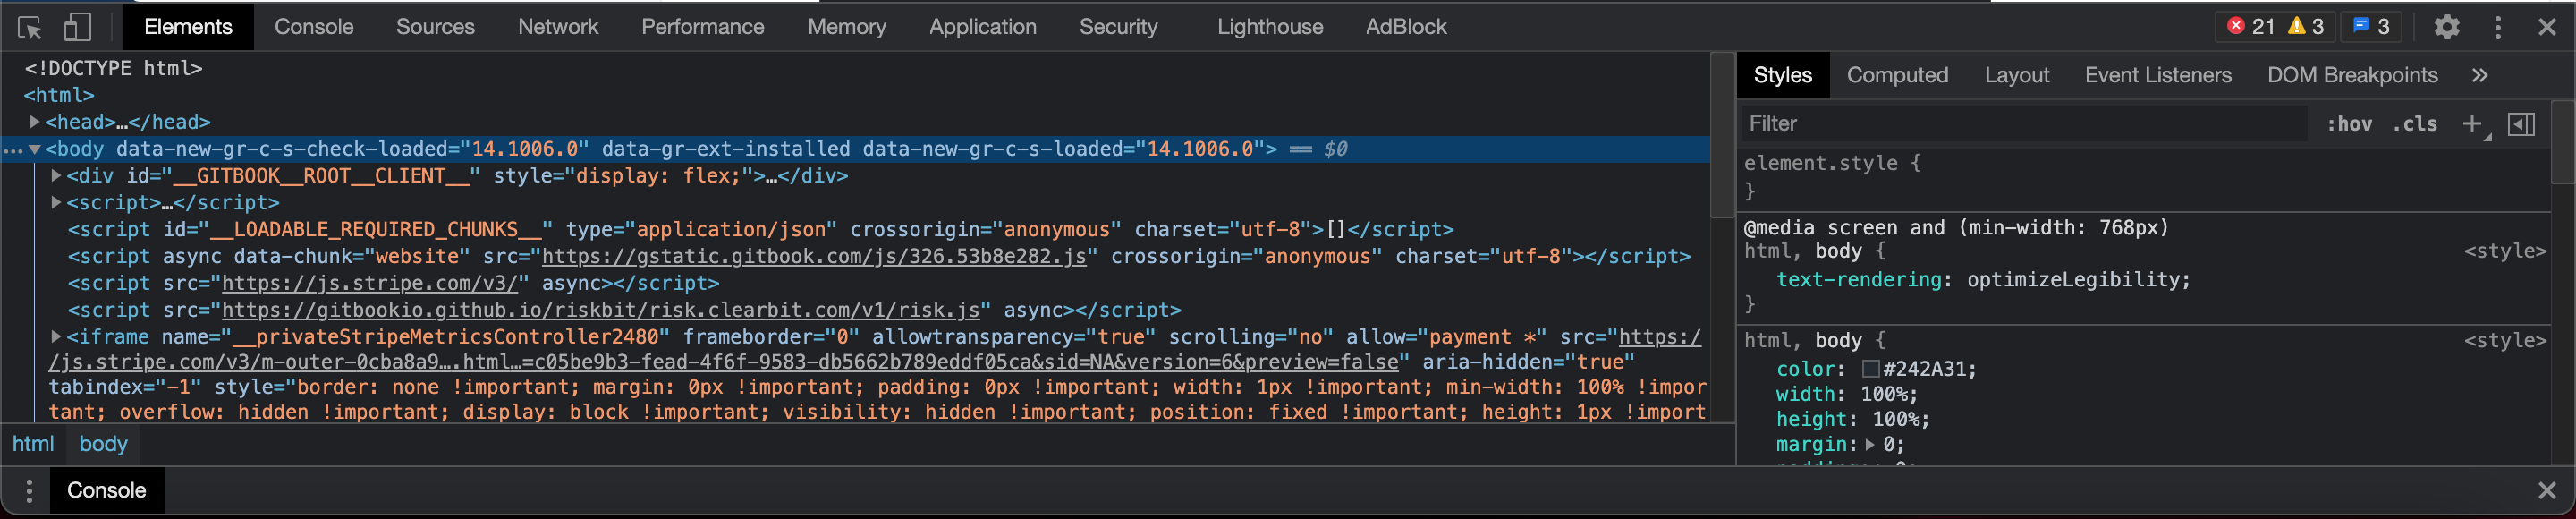 Elements Console Sources Network Performance Memory Application Security Lighthouse AdBlock 21 3 3
<!DOCTYPE html>
<html>
<head>…</head>
<body data-new-gr-c-s-check-loaded="14.1006.0" data-gr-ext-installed data-new-gr-c-s-loaded="14.1006.0"> == $0
<div id="__GITBOOK__ROOT__CLIENT__" style="display: flex;">…</div>
<script>…</script>
<script id="__LOADABLE_REQUIRED_CHUNKS__" type="application/json" crossorigin="anonymous" charset="utf-8">[]</script>
<script async data-chunk="website" src="https://gstatic.gitbook.com/js/326.53b8e282.js" crossorigin="anonymous" charset="utf-8"></script>
<script src="https://js.stripe.com/v3/" async></script>
<script src="https://gitbookio.github.io/riskbit/risk.clearbit.com/v1/risk.js" async></script>
<iframe name="__privateStripeMetricsController2480" frameborder="0" allowtransparency="true" scrolling="no" allow="payment *" src="https:/
/js.stripe.com/v3/m-outer-0cba8a9….html…=c05be9b3-fead-4f6f-9583-db5662b789eddf05ca&sid=NA&version=6&preview=false" aria-hidden="true"
tabindex="-1" style="border: none !important; margin: 0px !important; padding: 0px !important; width: 1px !important; min-width: 100% !impor
tant; overflow: hidden !important; display: block !important; visibility: hidden !important; position: fixed !important; height: 1px !import
html body
Console
Styles Computed Layout Event Listeners DOM Breakpoints »
Filter :hov .cls +
element.style {
}
@media screen and (min-width: 768px)
html, body { <style>
text-rendering: optimizeLegibility;
}
html, body { <style>
color: #242A31;
width: 100%;
height: 100%;
margin: 0;